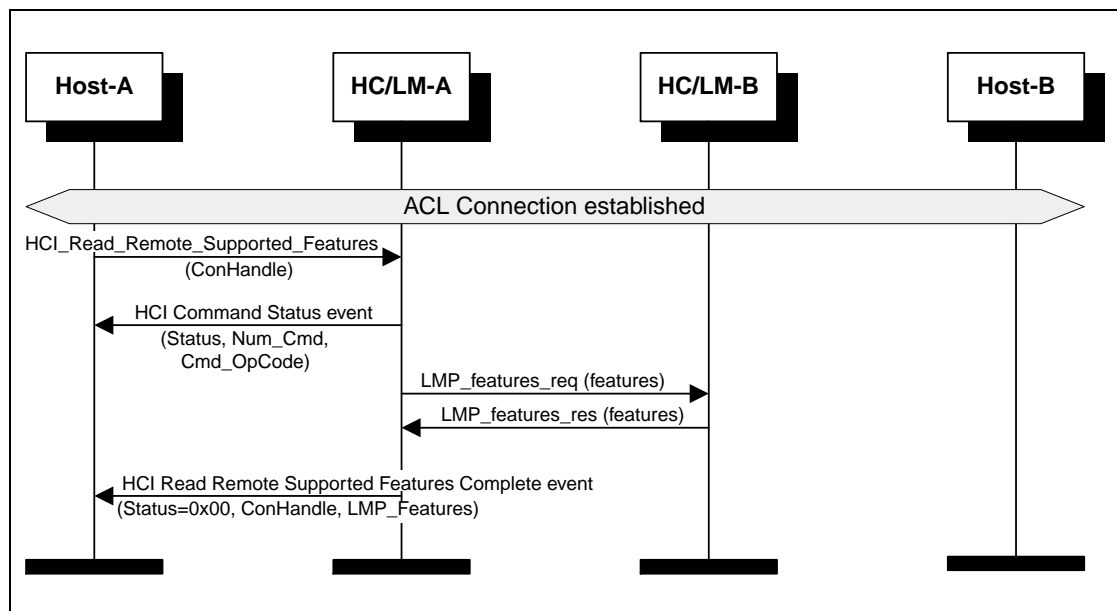 Host-A
HC/LM-A
HC/LM-B
Host-B
ACL Connection established
HCI_Read_Remote_Supported_Features
(ConHandle)
HCI Command Status event
(Status, Num_Cmd,
Cmd_OpCode)
LMP_features_req (features)
LMP_features_res (features)
HCI Read Remote Supported Features Complete event
(Status=0x00, ConHandle, LMP_Features)